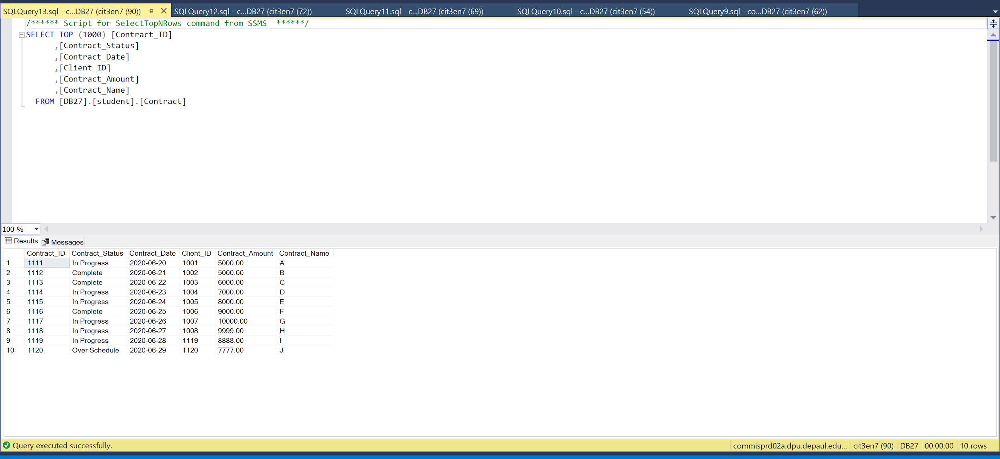 SQLQuery13.sql - c...DB27 (cit3en7 (90)) SQLQuery12.sql - c...DB27 (cit3en7 (72)) SQLQuery11.sql - c...DB27 (cit3en7 (69)) SQLQuery10.sql - c...DB27 (cit3en7 (54)) SQLQuery9.sql - co...DB27 (cit3en7 (62))
/****** Script for SelectTopNRows command from SSMS  ******/
SELECT TOP (1000) [Contract_ID]
,[Contract_Status]
,[Contract_Date]
,[Client_ID]
,[Contract_Amount]
,[Contract_Name]
FROM [DB27].[student].[Contract]
100 %
Results Messages
Contract_ID Contract_Status Contract_Date Client_ID Contract_Amount Contract_Name
1 1111 In Progress 2020-06-20 1001 5000.00 A
2 1112 Complete 2020-06-21 1002 5000.00 B
3 1113 Complete 2020-06-22 1003 6000.00 C
4 1114 In Progress 2020-06-23 1004 7000.00 D
5 1115 In Progress 2020-06-24 1005 8000.00 E
6 1116 Complete 2020-06-25 1006 9000.00 F
7 1117 In Progress 2020-06-26 1007 10000.00 G
8 1118 In Progress 2020-06-27 1008 9999.00 H
9 1119 In Progress 2020-06-28 1119 8888.00 I
10 1120 Over Schedule 2020-06-29 1120 7777.00 J
Query executed successfully. commisprd02a.dpu.depaul.edu... cit3en7 (90) DB27 00:00:00 10 rows